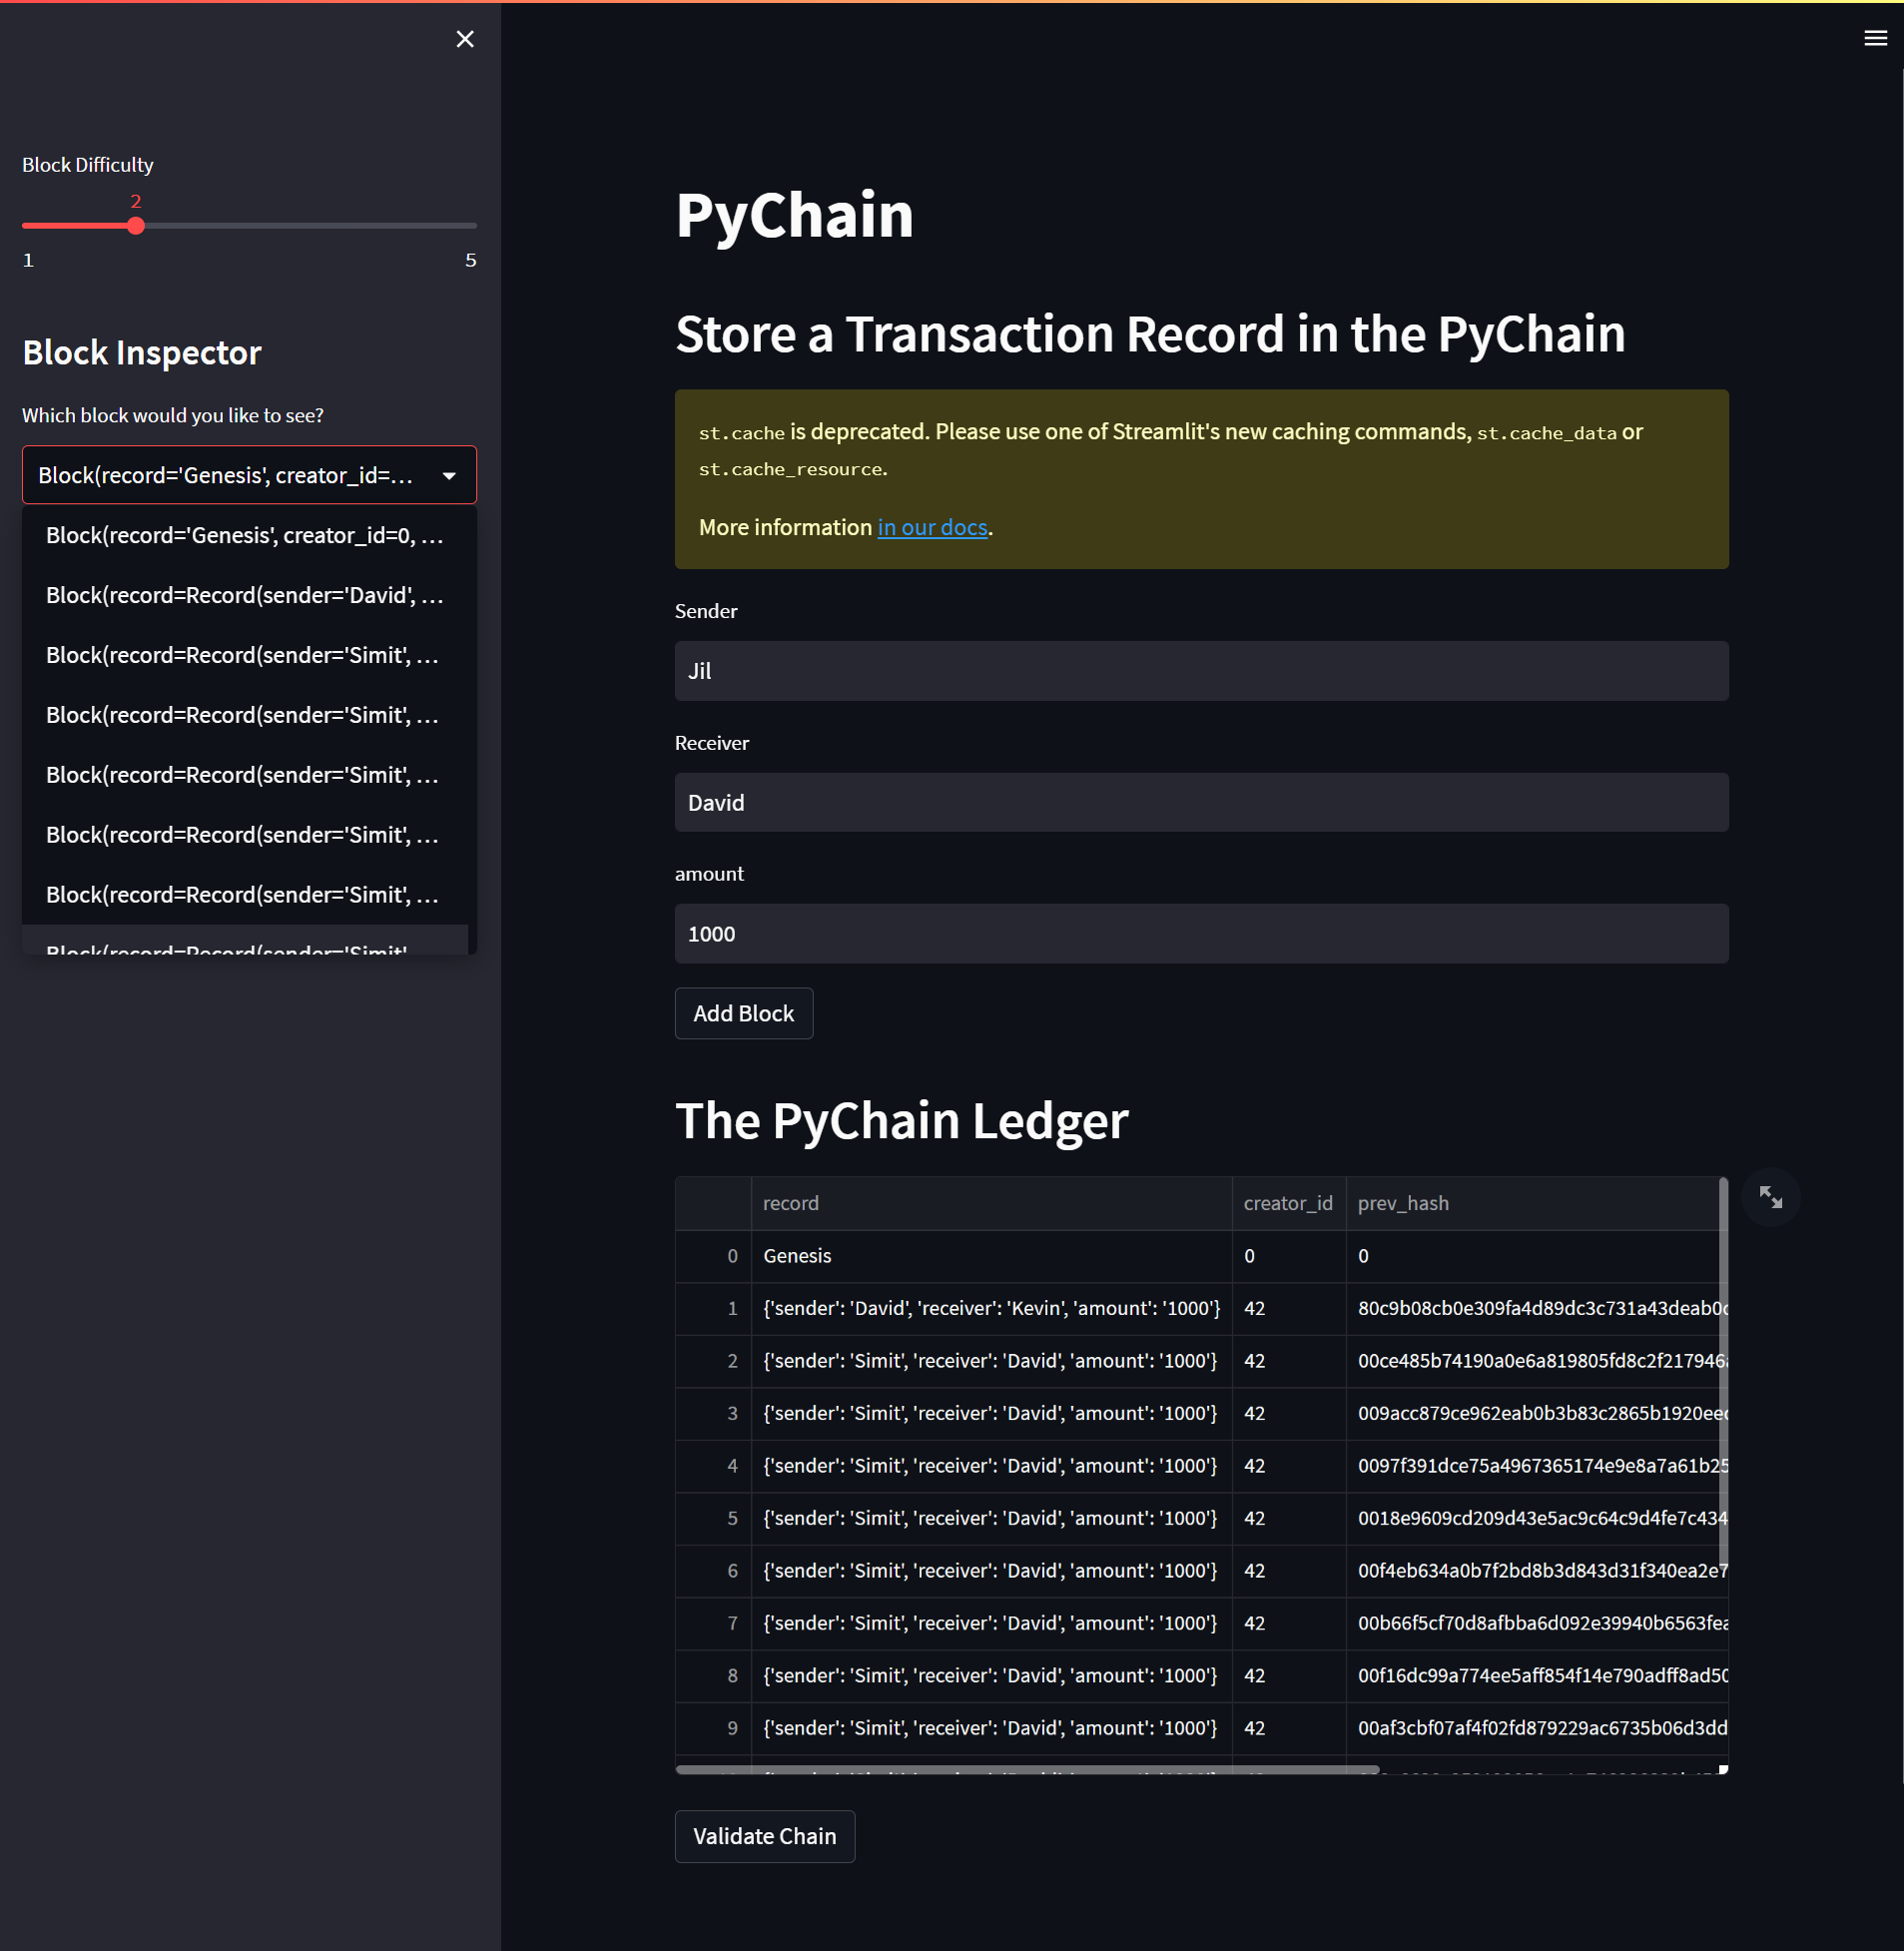 Block Difficulty
2
1 5
Block Inspector
Which block would you like to see?
Block(record='Genesis', creator_id=...
Block(record='Genesis', creator_id=0, ...
Block(record=Record(sender='David', ...
Block(record=Record(sender='Simit', ...
Block(record=Record(sender='Simit', ...
Block(record=Record(sender='Simit', ...
Block(record=Record(sender='Simit', ...
Block(record=Record(sender='Simit', ...
Block(record=Record(sender='Simit',
PyChain
Store a Transaction Record in the PyChain
st.cache is deprecated. Please use one of Streamlit's new caching commands, st.cache_data or
st.cache_resource.
More information in our docs.
Sender
Jil
Receiver
David
amount
1000
Add Block
The PyChain Ledger
record creator_id prev_hash
0 Genesis 0 0
1 {'sender': 'David', 'receiver': 'Kevin', 'amount': '1000'} 42 80c9b08cb0e309fa4d89dc3c731a43deab0c
2 {'sender': 'Simit', 'receiver': 'David', 'amount': '1000'} 42 00ce485b74190a0e6a819805fd8c2f217946
3 {'sender': 'Simit', 'receiver': 'David', 'amount': '1000'} 42 009acc879ce962eab0b3b83c2865b1920eec
4 {'sender': 'Simit', 'receiver': 'David', 'amount': '1000'} 42 0097f391dce75a4967365174e9e8a7a61b25
5 {'sender': 'Simit', 'receiver': 'David', 'amount': '1000'} 42 0018e9609cd209d43e5ac9c64c9d4fe7c434
6 {'sender': 'Simit', 'receiver': 'David', 'amount': '1000'} 42 00f4eb634a0b7f2bd8b3d843d31f340ea2e7
7 {'sender': 'Simit', 'receiver': 'David', 'amount': '1000'} 42 00b66f5cf70d8afbba6d092e39940b6563fea
8 {'sender': 'Simit', 'receiver': 'David', 'amount': '1000'} 42 00f16dc99a774ee5aff854f14e790adff8ad50
9 {'sender': 'Simit', 'receiver': 'David', 'amount': '1000'} 42 00af3cbf07af4f02fd879229ac6735b06d3dd
Validate Chain